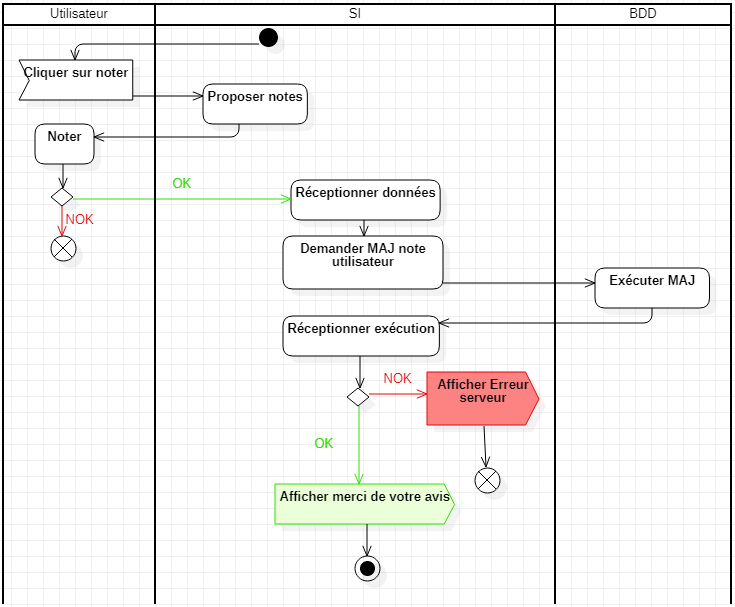 Utilisateur
SI
BDD
Cliquer sur noter
Proposer notes
Noter
OK
NOK
Réceptionner données
Demander MAJ note
utilisateur
Exécuter MAJ
Réceptionner exécution
NOK
Afficher Erreur
serveur
OK
Afficher merci de votre avis